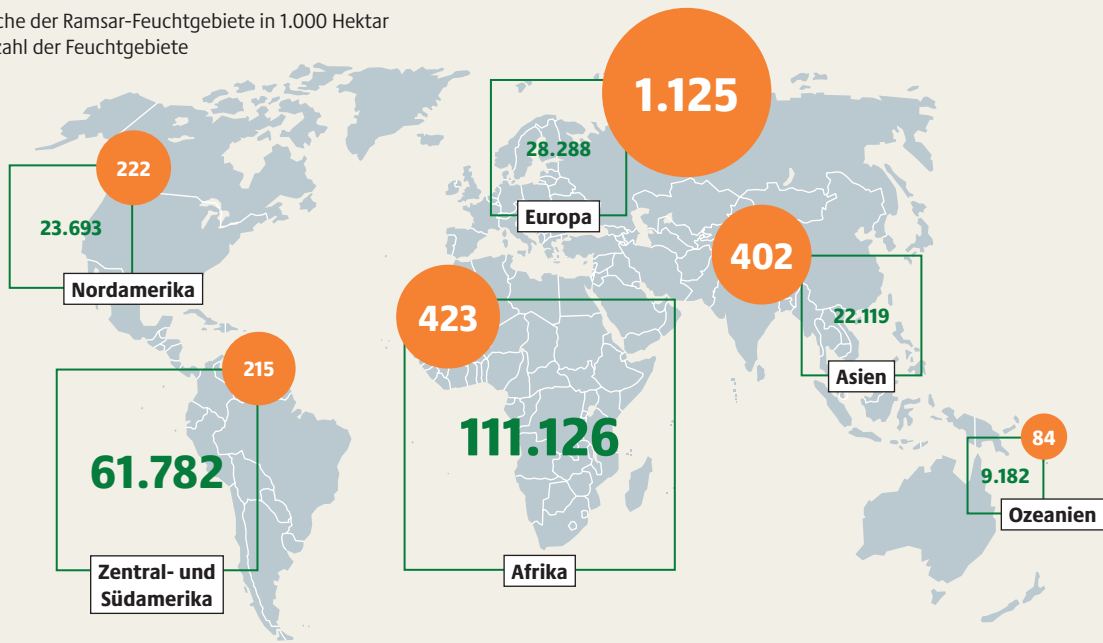 che der Ramsar-Feuchtgebiete in 1.000 Hektar
zahl der Feuchtgebiete
1.125
28.288
Europa
222
23.693
Nordamerika
402
22.119
Asien
423
111.126
Afrika
215
61.782
Zentral- und
Südamerika
84
9.182
Ozeanien